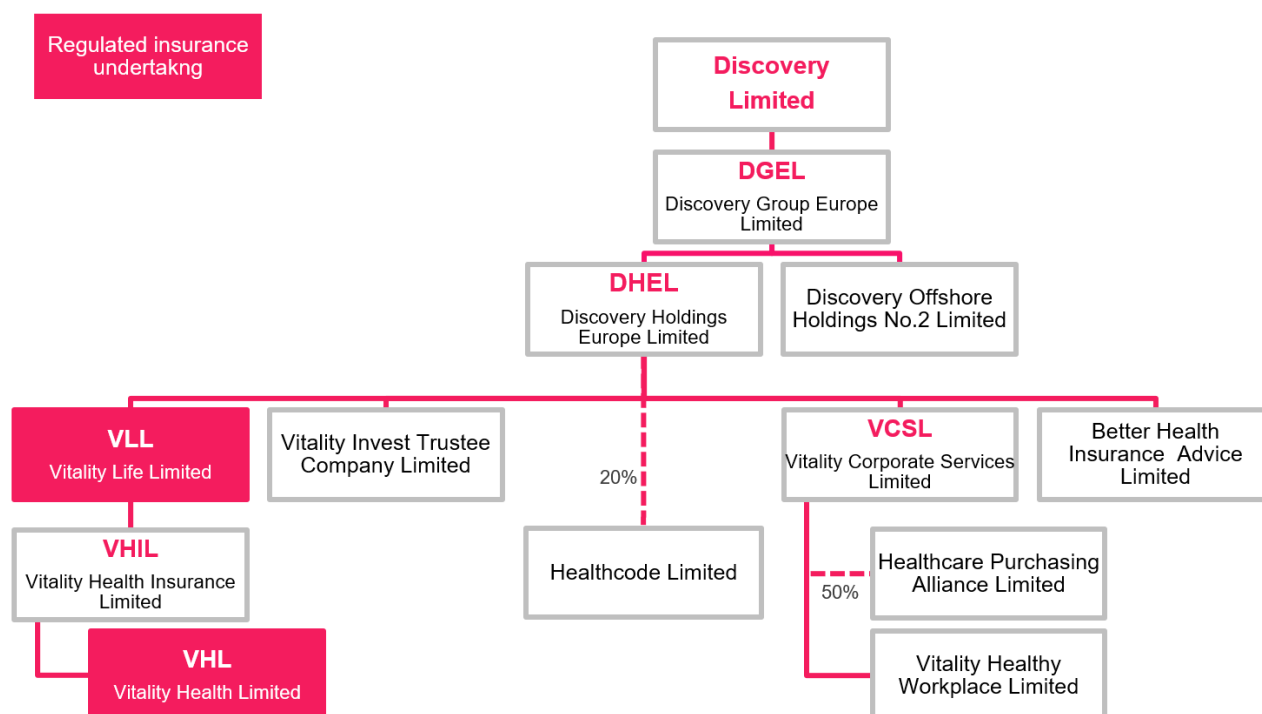 Regulated insurance
undertakng
Discovery
Limited
DGEL
Discovery Group Europe
Limited
DHEL
Discovery Holdings
Europe Limited
Discovery Offshore
Holdings No.2 Limited
VLL
Vitality Life Limited
Vitality Invest Trustee
Company Limited
20%
VCSL
Vitality Corporate Services
Limited
Better Health
Insurance Advice
Limited
VHIL
Vitality Health Insurance
Limited
Healthcode Limited
Healthcare Purchasing
Alliance Limited
50%
VHL
Vitality Health Limited
Vitality Healthy
Workplace Limited